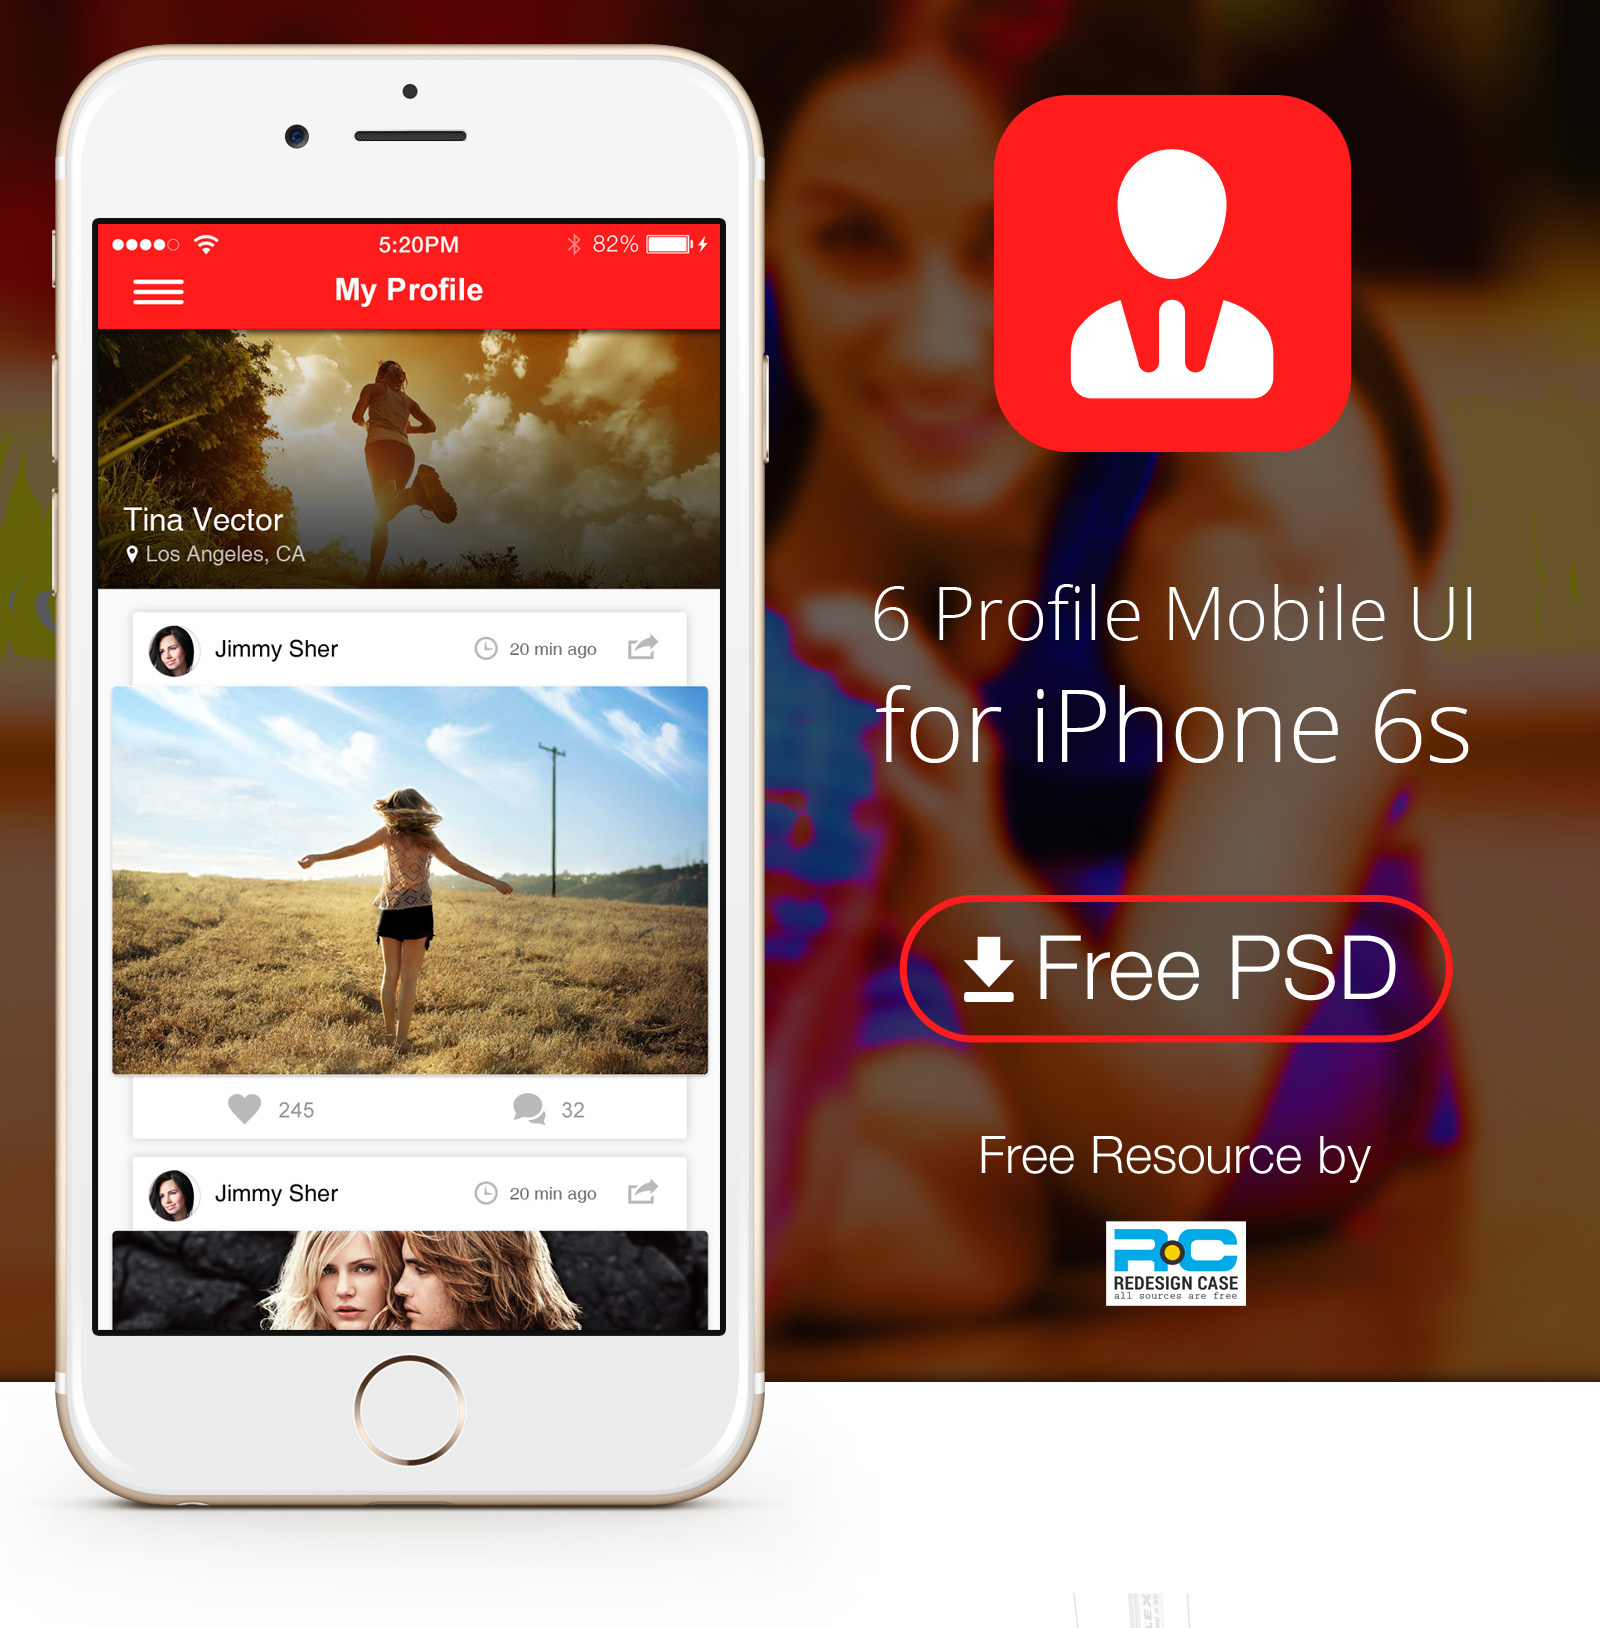 5:20PM
82%
My Profile
Tina Vector
Los Angeles, CA
Jimmy Sher
20 min ago
245
32
Jimmy Sher
20 min ago
6 Profile Mobile UI
for iPhone 6s
Free PSD
Free Resource by
RC
REDESIGN CASE
all sources are free